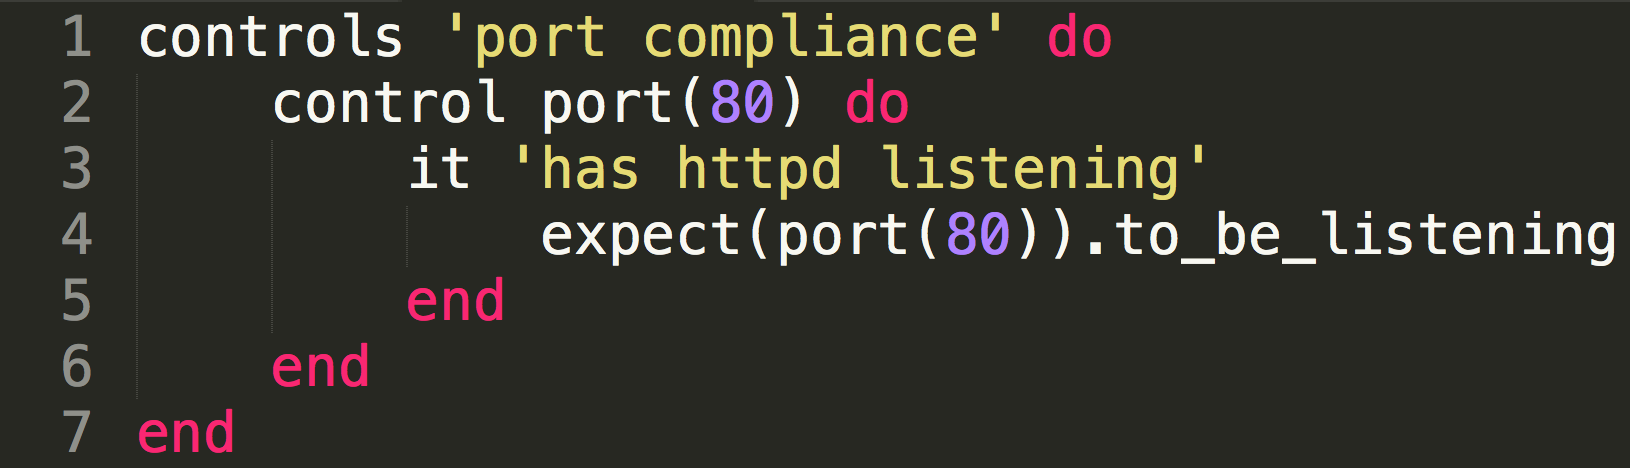 1 controls 'port compliance' do
2     control port(80) do
3         it 'has httpd listening'
4             expect(port(80)).to_be_listening
5         end
6     end
7 end